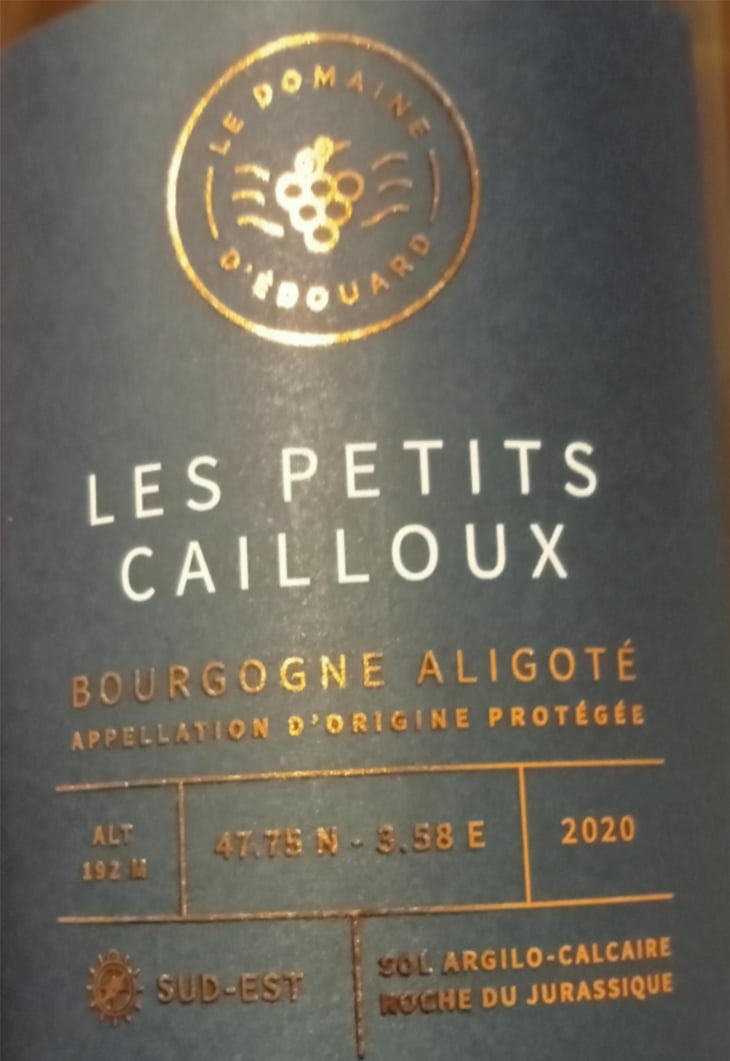 LE DOMAINE
D'ÉDOUARD
LES PETITS
CAILLOUX
BOURGOGNE ALIGOTÉ
APPELLATION D'ORIGINE PROTÉGÉE
ALT
192 M
47.75 N - 3.58 E
2020
SUD-EST
SOL ARGILO-CALCAIRE
ROCHE DU JURASSIQUE